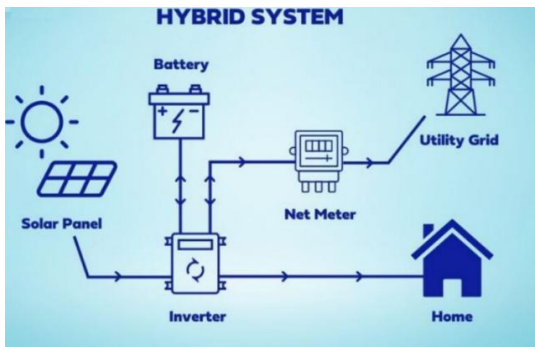 HYBRID SYSTEM
Battery
Utility Grid
Solar Panel
Net Meter
Inverter
Home